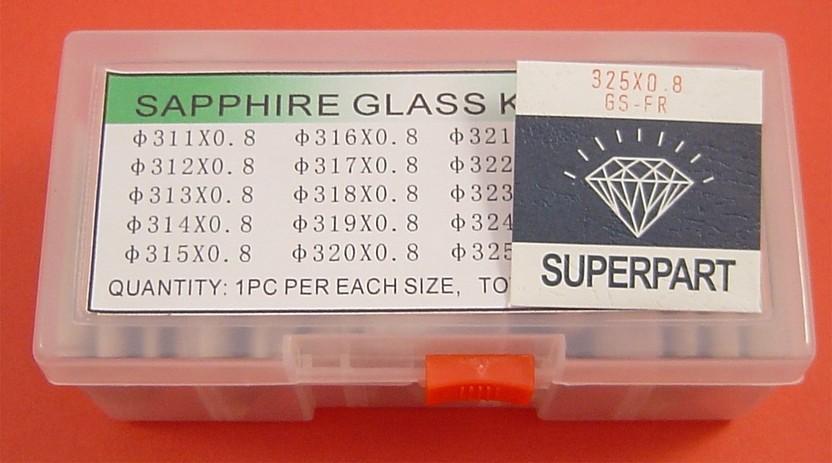 SAPPHIRE GLASS K
Φ311X0.8 Φ316X0.8 Φ321
Φ312X0.8 Φ317X0.8 Φ322
Φ313X0.8 Φ318X0.8 Φ323
Φ314X0.8 Φ319X0.8 Φ324
Φ315X0.8 Φ320X0.8 Φ325
QUANTITY: 1PC PER EACH SIZE, TO
325X0.8
GS-FR
SUPERPART